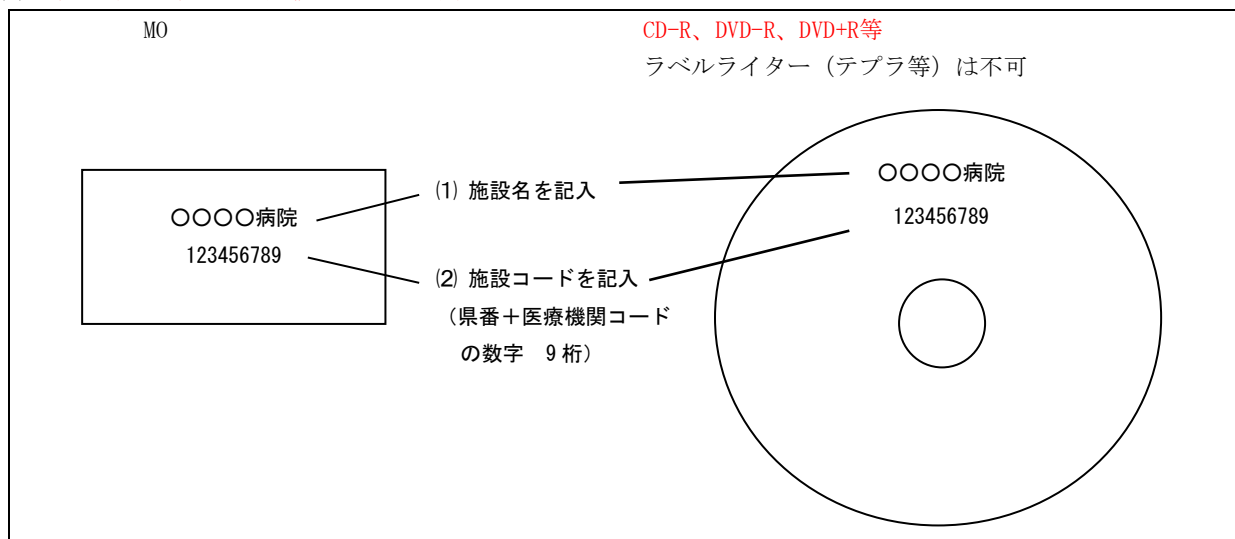 MO
CD-R、DVD-R、DVD+R等
ラベルライター（テプラ等）は不可
○○○○病院
123456789
⑴ 施設名を記入
⑵ 施設コードを記入
（県番＋医療機関コード
の数字　9桁）
○○○○病院
123456789